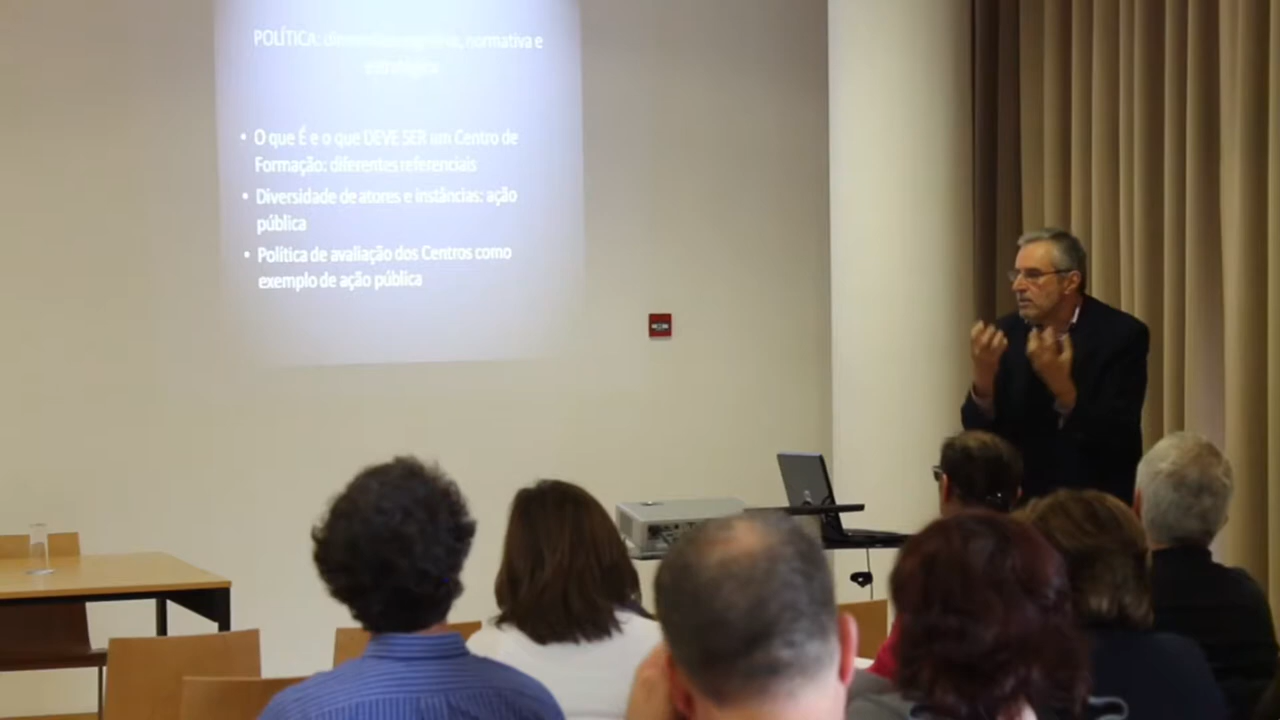 POLÍTICA: normativa e
• O que É e o que DEVE SER um Centro de
Formação: diferentes referenciais
• Diversidade de atores e instâncias: ação
pública
• Política de avaliação dos Centros como
exemplo de ação pública